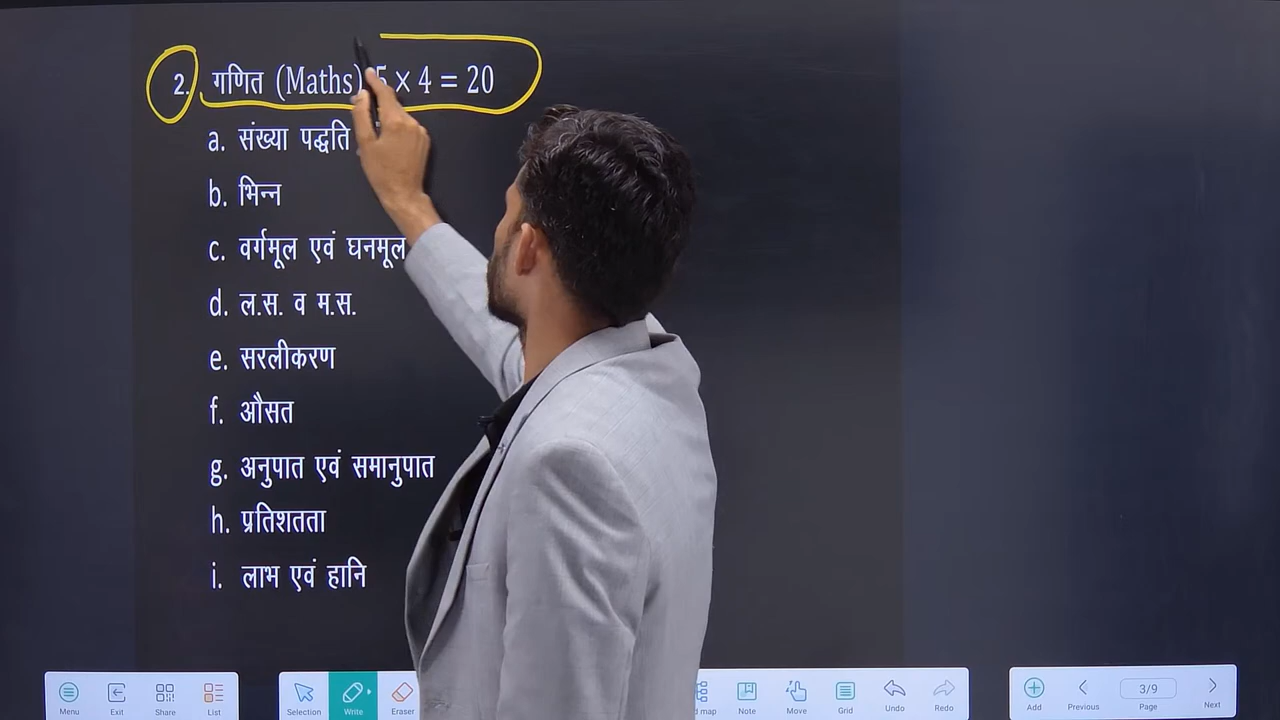 2. गणित (Maths) 5 × 4 = 20
a. संख्या पद्धति
b. भिन्न
c. वर्गमूल एवं घनमूल
d. ल.स. व म.स.
e. सरलीकरण
f. औसत
g. अनुपात एवं समानुपात
h. प्रतिशतता
i. लाभ एवं हानि
Menu Exit Share List Selection Write Eraser map Note Move Grid Undo Redo Add Previous 3/9 Page Next